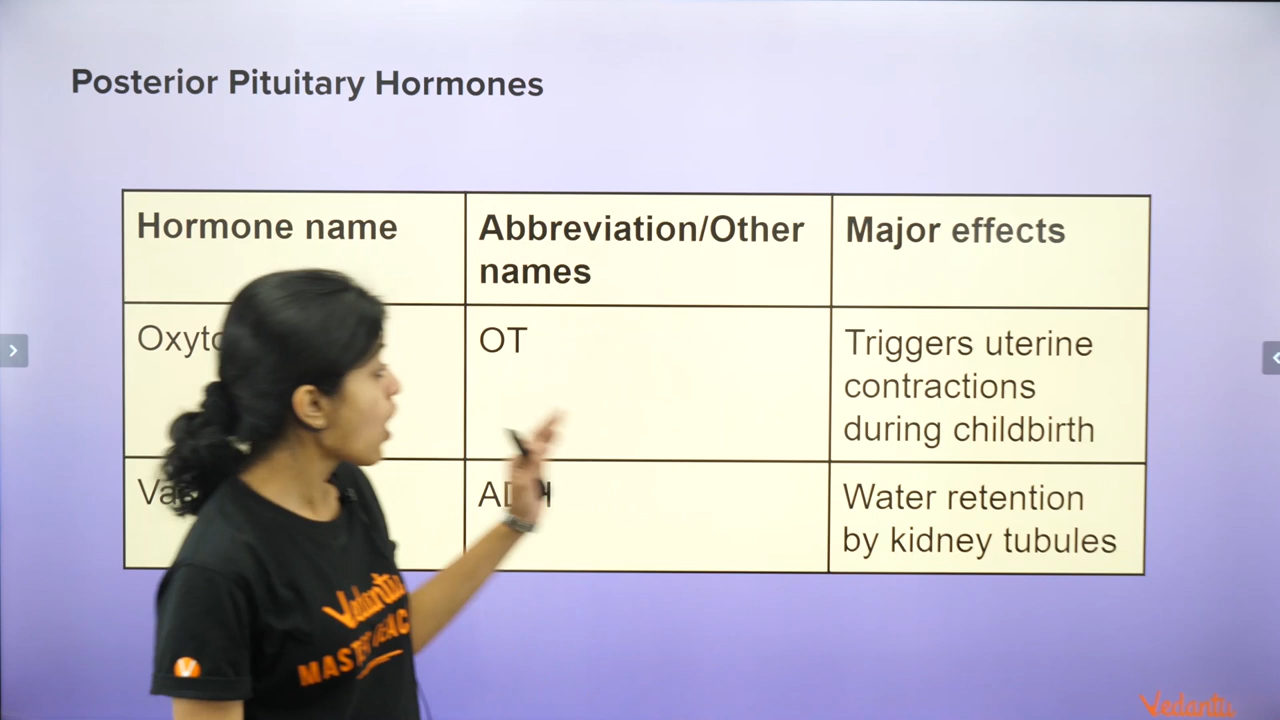 Posterior Pituitary Hormones
Hormone name
Abbreviation/Other
names
Major effects
OT
Triggers uterine
contractions
during childbirth
Water retention
by kidney tubules
Vedantu